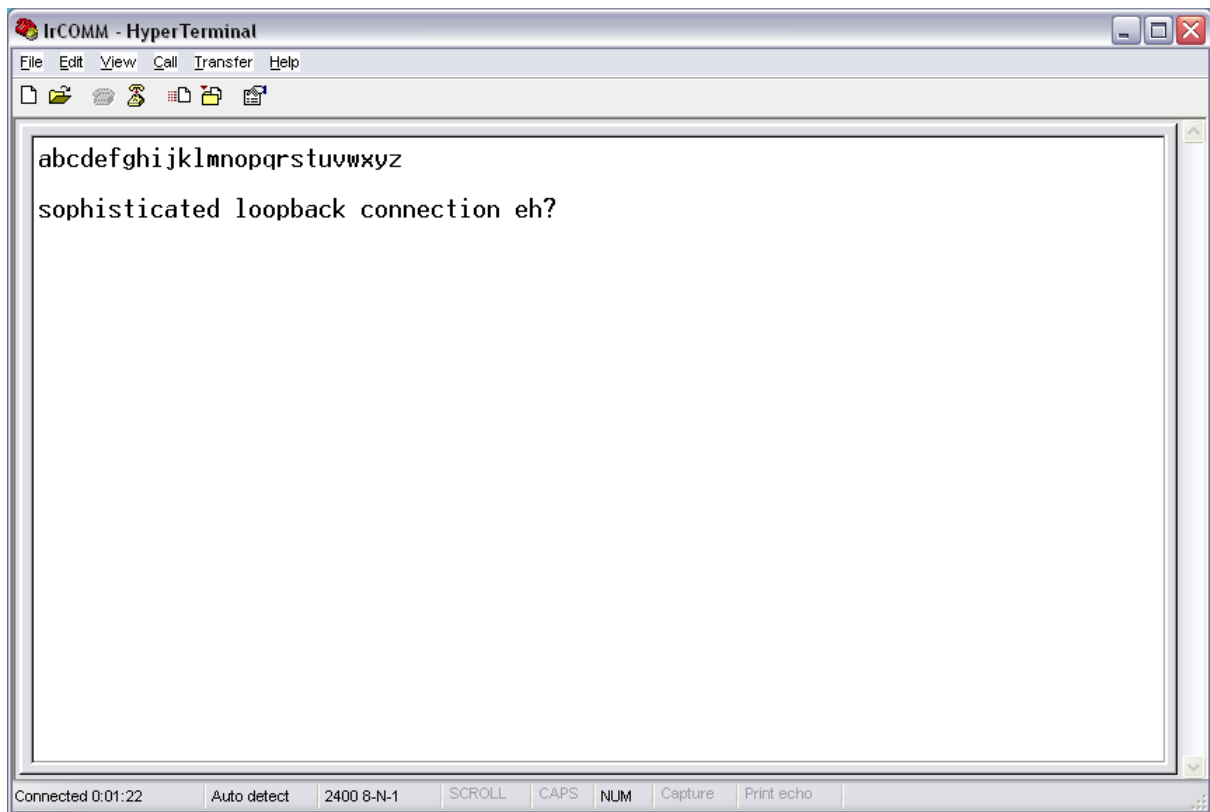 IrCOMM - HyperTerminal
File Edit View Call Transfer Help
abcdefghijklmnopqrstuvwxyz
sophisticated loopback connection eh?
Connected 0:01:22 Auto detect 2400 8-N-1 SCROLL CAPS NUM Capture Print echo